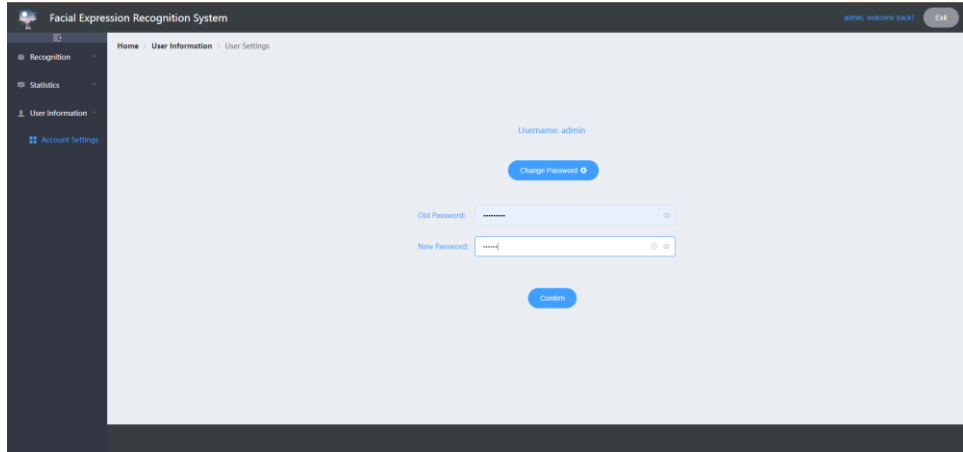 Facial Expression Recognition System
admin, welcome back!
Exit
Home > User Information > User Settings
Recognition
Statistics
User Information
Account Settings
Username: admin
Change Password
Old Password: •••••••••
New Password: ••••••
Confirm